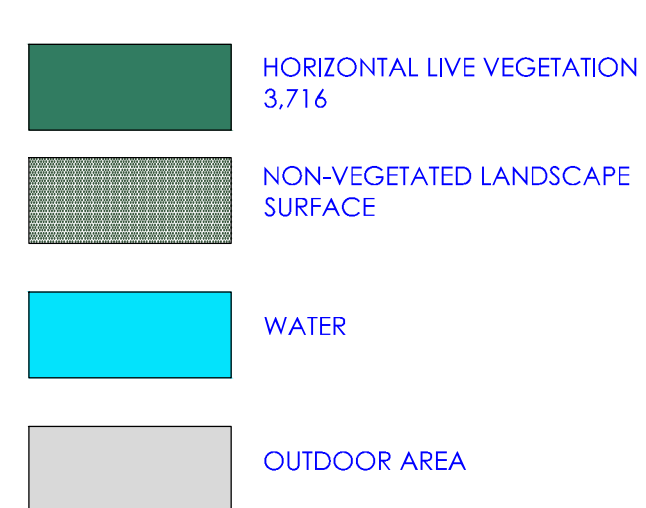 HORIZONTAL LIVE VEGETATION
3,716
NON-VEGETATED LANDSCAPE
SURFACE
WATER
OUTDOOR AREA